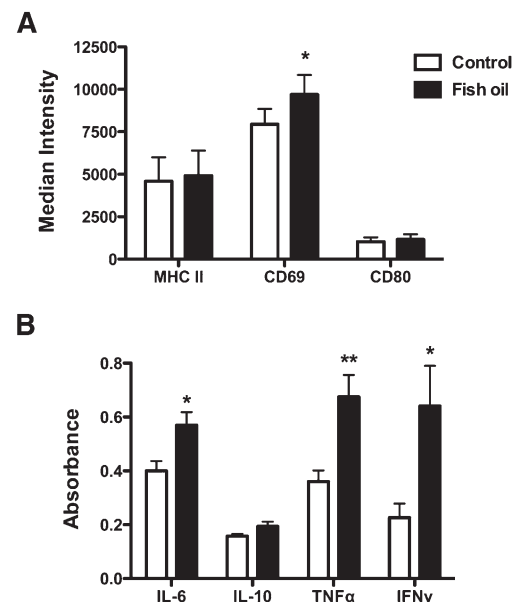 A
12500
10000
7500
5000
2500
0
Median Intensity
*
Control
Fish oil
MHC II CD69 CD80
B
0.8
0.6
0.4
0.2
0.0
Absorbance
* ** *
IL-6 IL-10 TNFα IFNγ